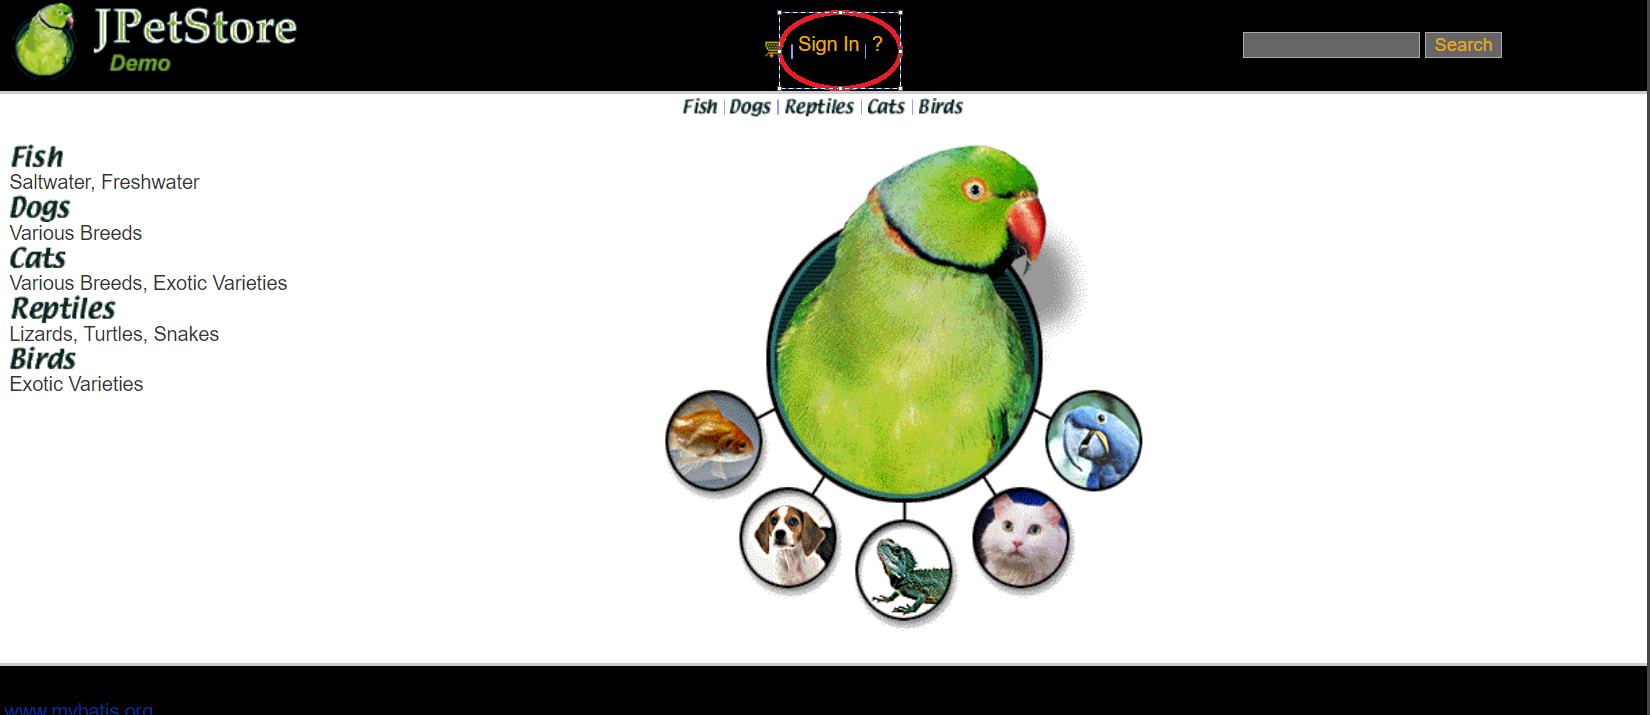 JPetStore
Demo
Sign In | ?
Search
Fish | Dogs | Reptiles | Cats | Birds
Fish
Saltwater, Freshwater
Dogs
Various Breeds
Cats
Various Breeds, Exotic Varieties
Reptiles
Lizards, Turtles, Snakes
Birds
Exotic Varieties
www.mybatis.org